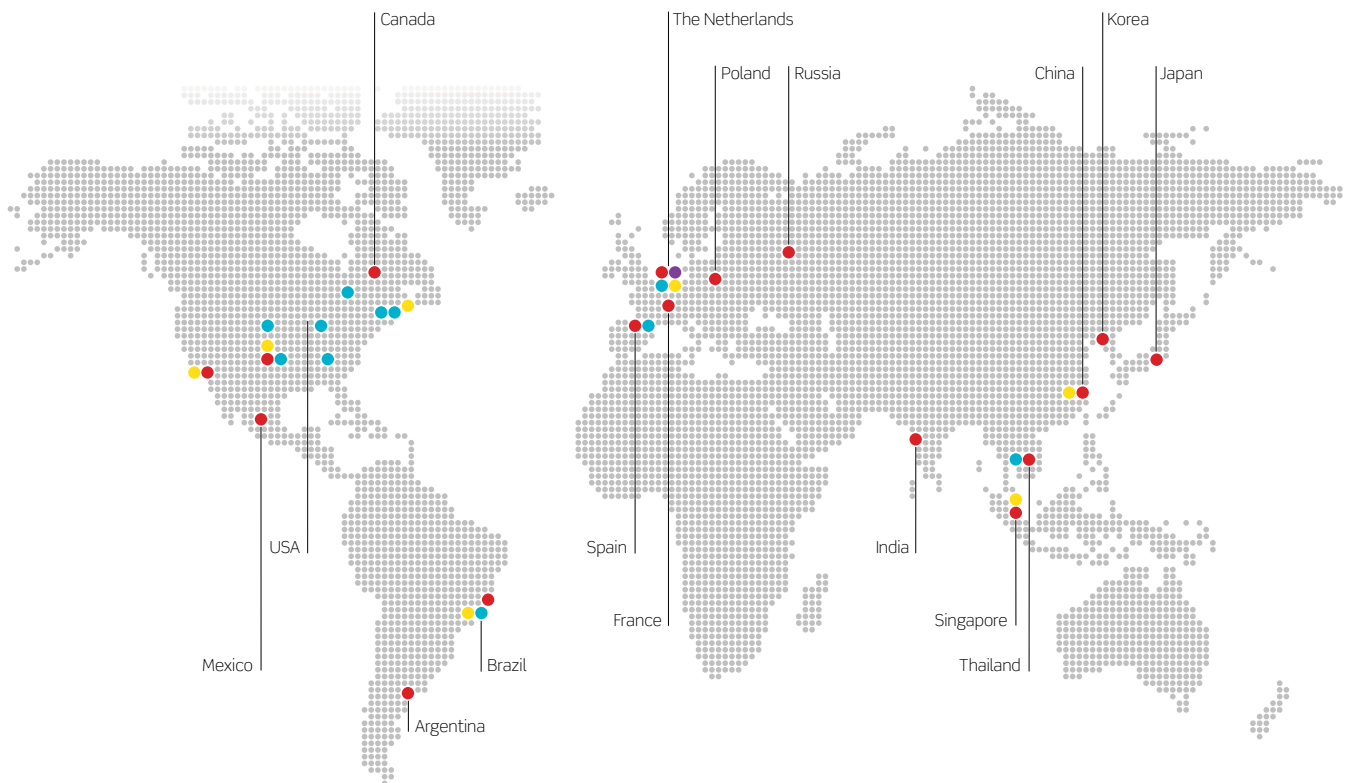 Canada
The Netherlands
Korea
Poland
Russia
China
Japan
USA
Spain
India
France
Singapore
Mexico
Brazil
Thailand
Argentina